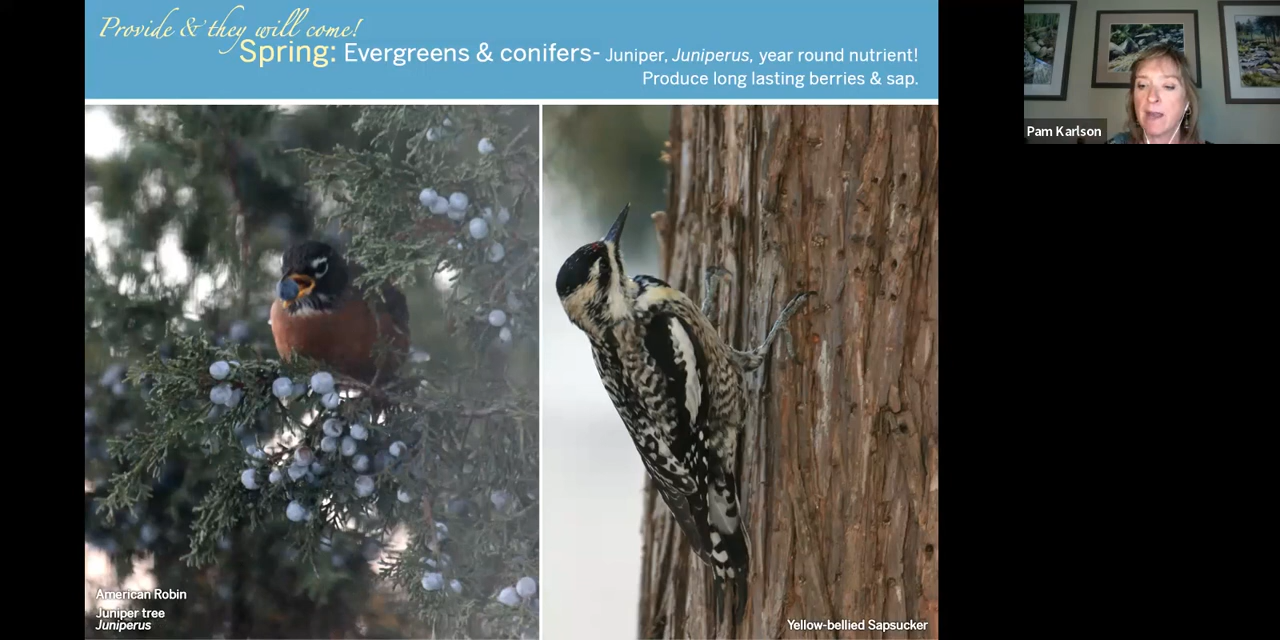 Provide & they will come!
Spring: Evergreens & conifers- Juniper, Juniperus, year round nutrient!
Produce long lasting berries & sap.
Pam Karlson
American Robin
Juniper tree
Juniperus
Yellow-bellied Sapsucker